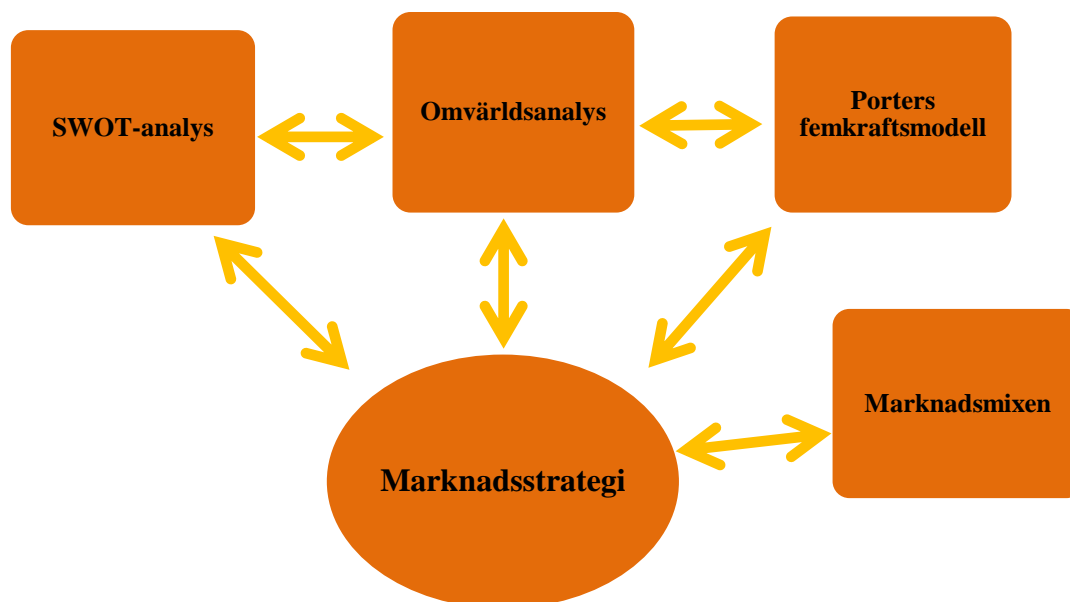 SWOT-analys
Omvärldsanalys
Porters
femkraftsmodell
Marknadsmixen
Marknadsstrategi